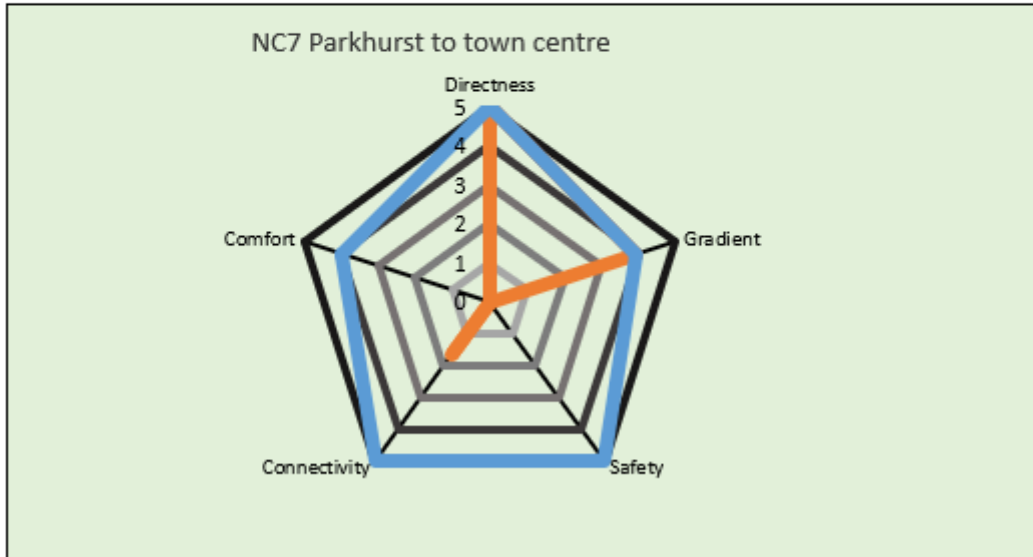 NC7 Parkhurst to town centre
Directness
5
4
3
2
1
0
Comfort
Gradient
Connectivity
Safety